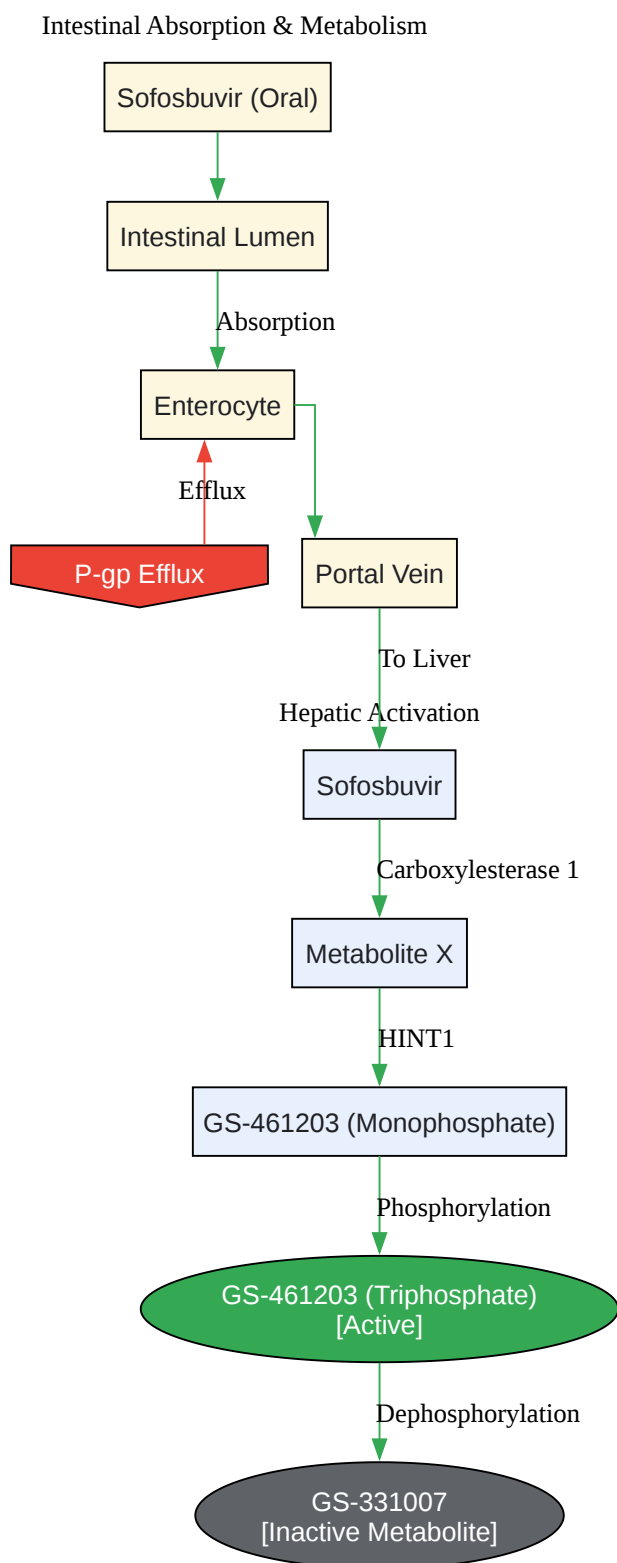 Intestinal Absorption & Metabolism
Sofosbuvir (Oral)
Intestinal Lumen
Absorption
Enterocyte
Efflux
P-gp Efflux
Portal Vein
To Liver
Hepatic Activation
Sofosbuvir
Carboxylesterase 1
Metabolite X
HINT1
GS-461203 (Monophosphate)
Phosphorylation
GS-461203 (Triphosphate)
[Active]
Dephosphorylation
GS-331007
[Inactive Metabolite]